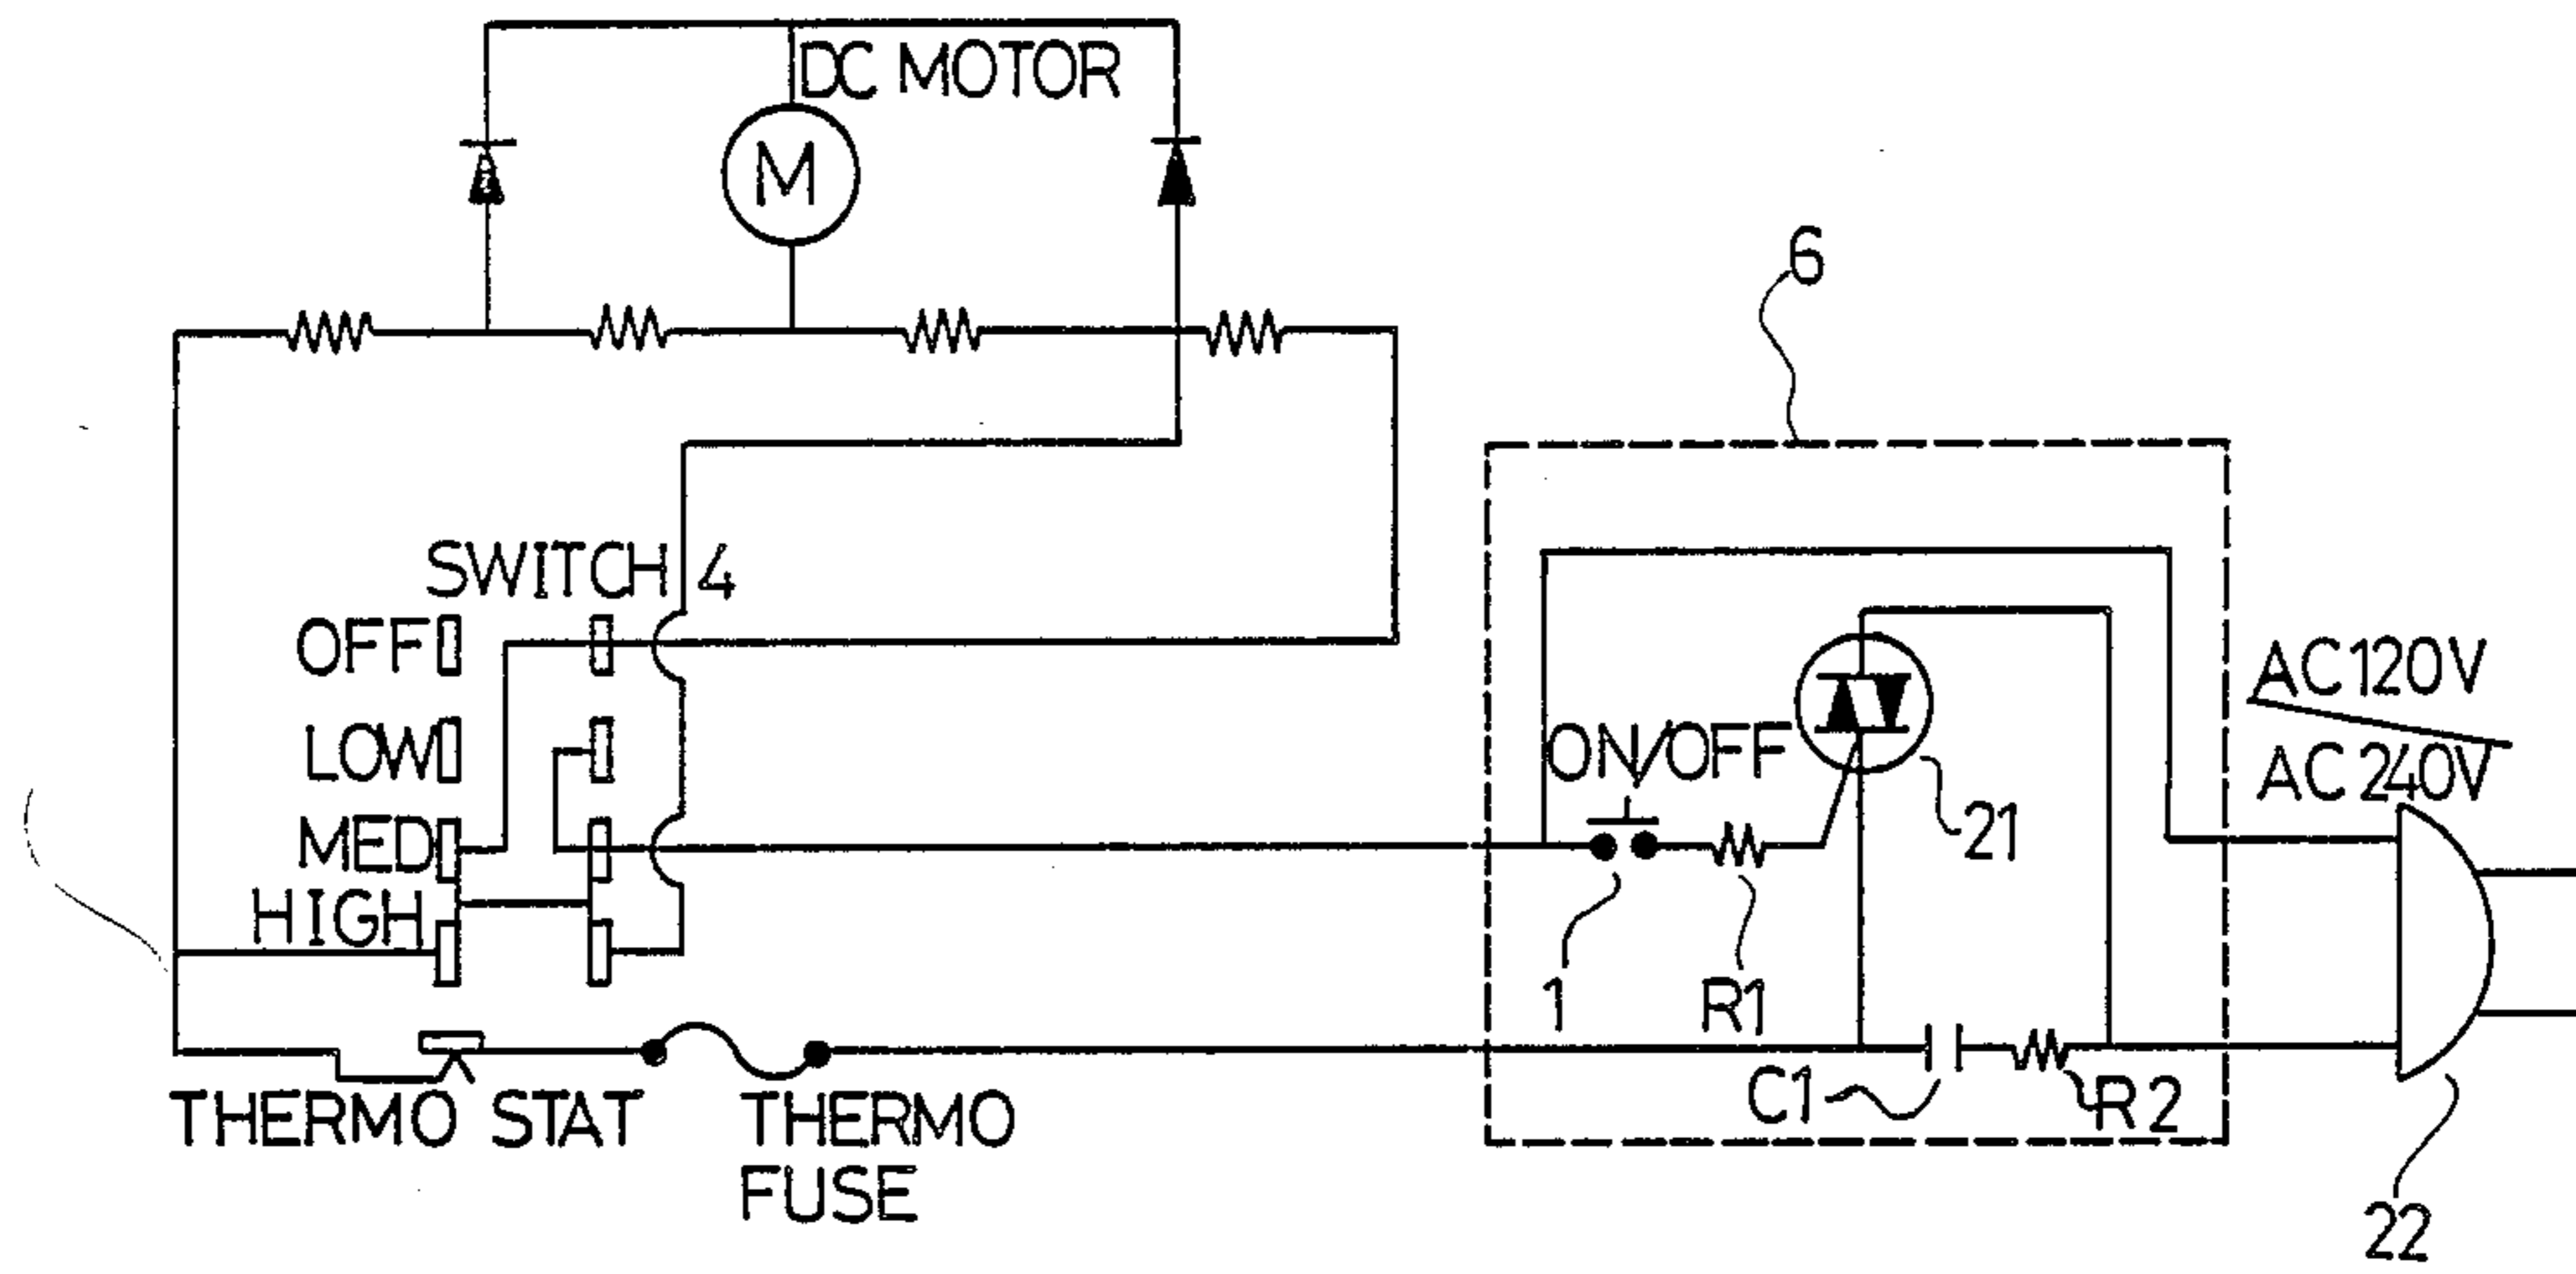 DC MOTOR
M
6
SWITCH 4
OFF
LOW
MED
HIGH
ON/OFF
21
AC120V
AC240V
1
R1
C1
R2
THERMO STAT
THERMO
FUSE
22